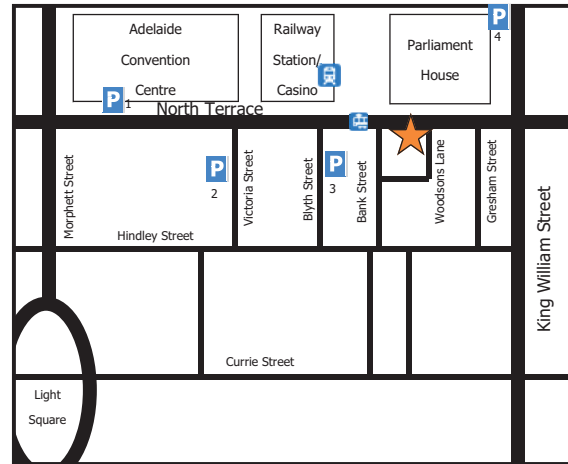 Adelaide
Convention
Centre
Railway
Station/
Casino
Parliament
House
P
4
P
1
North Terrace
Morphett Street
P
2
Victoria Street
Blyth Street
P
3
Bank Street
Woodsons Lane
Gresham Street
King William Street
Hindley Street
Currie Street
Light
Square